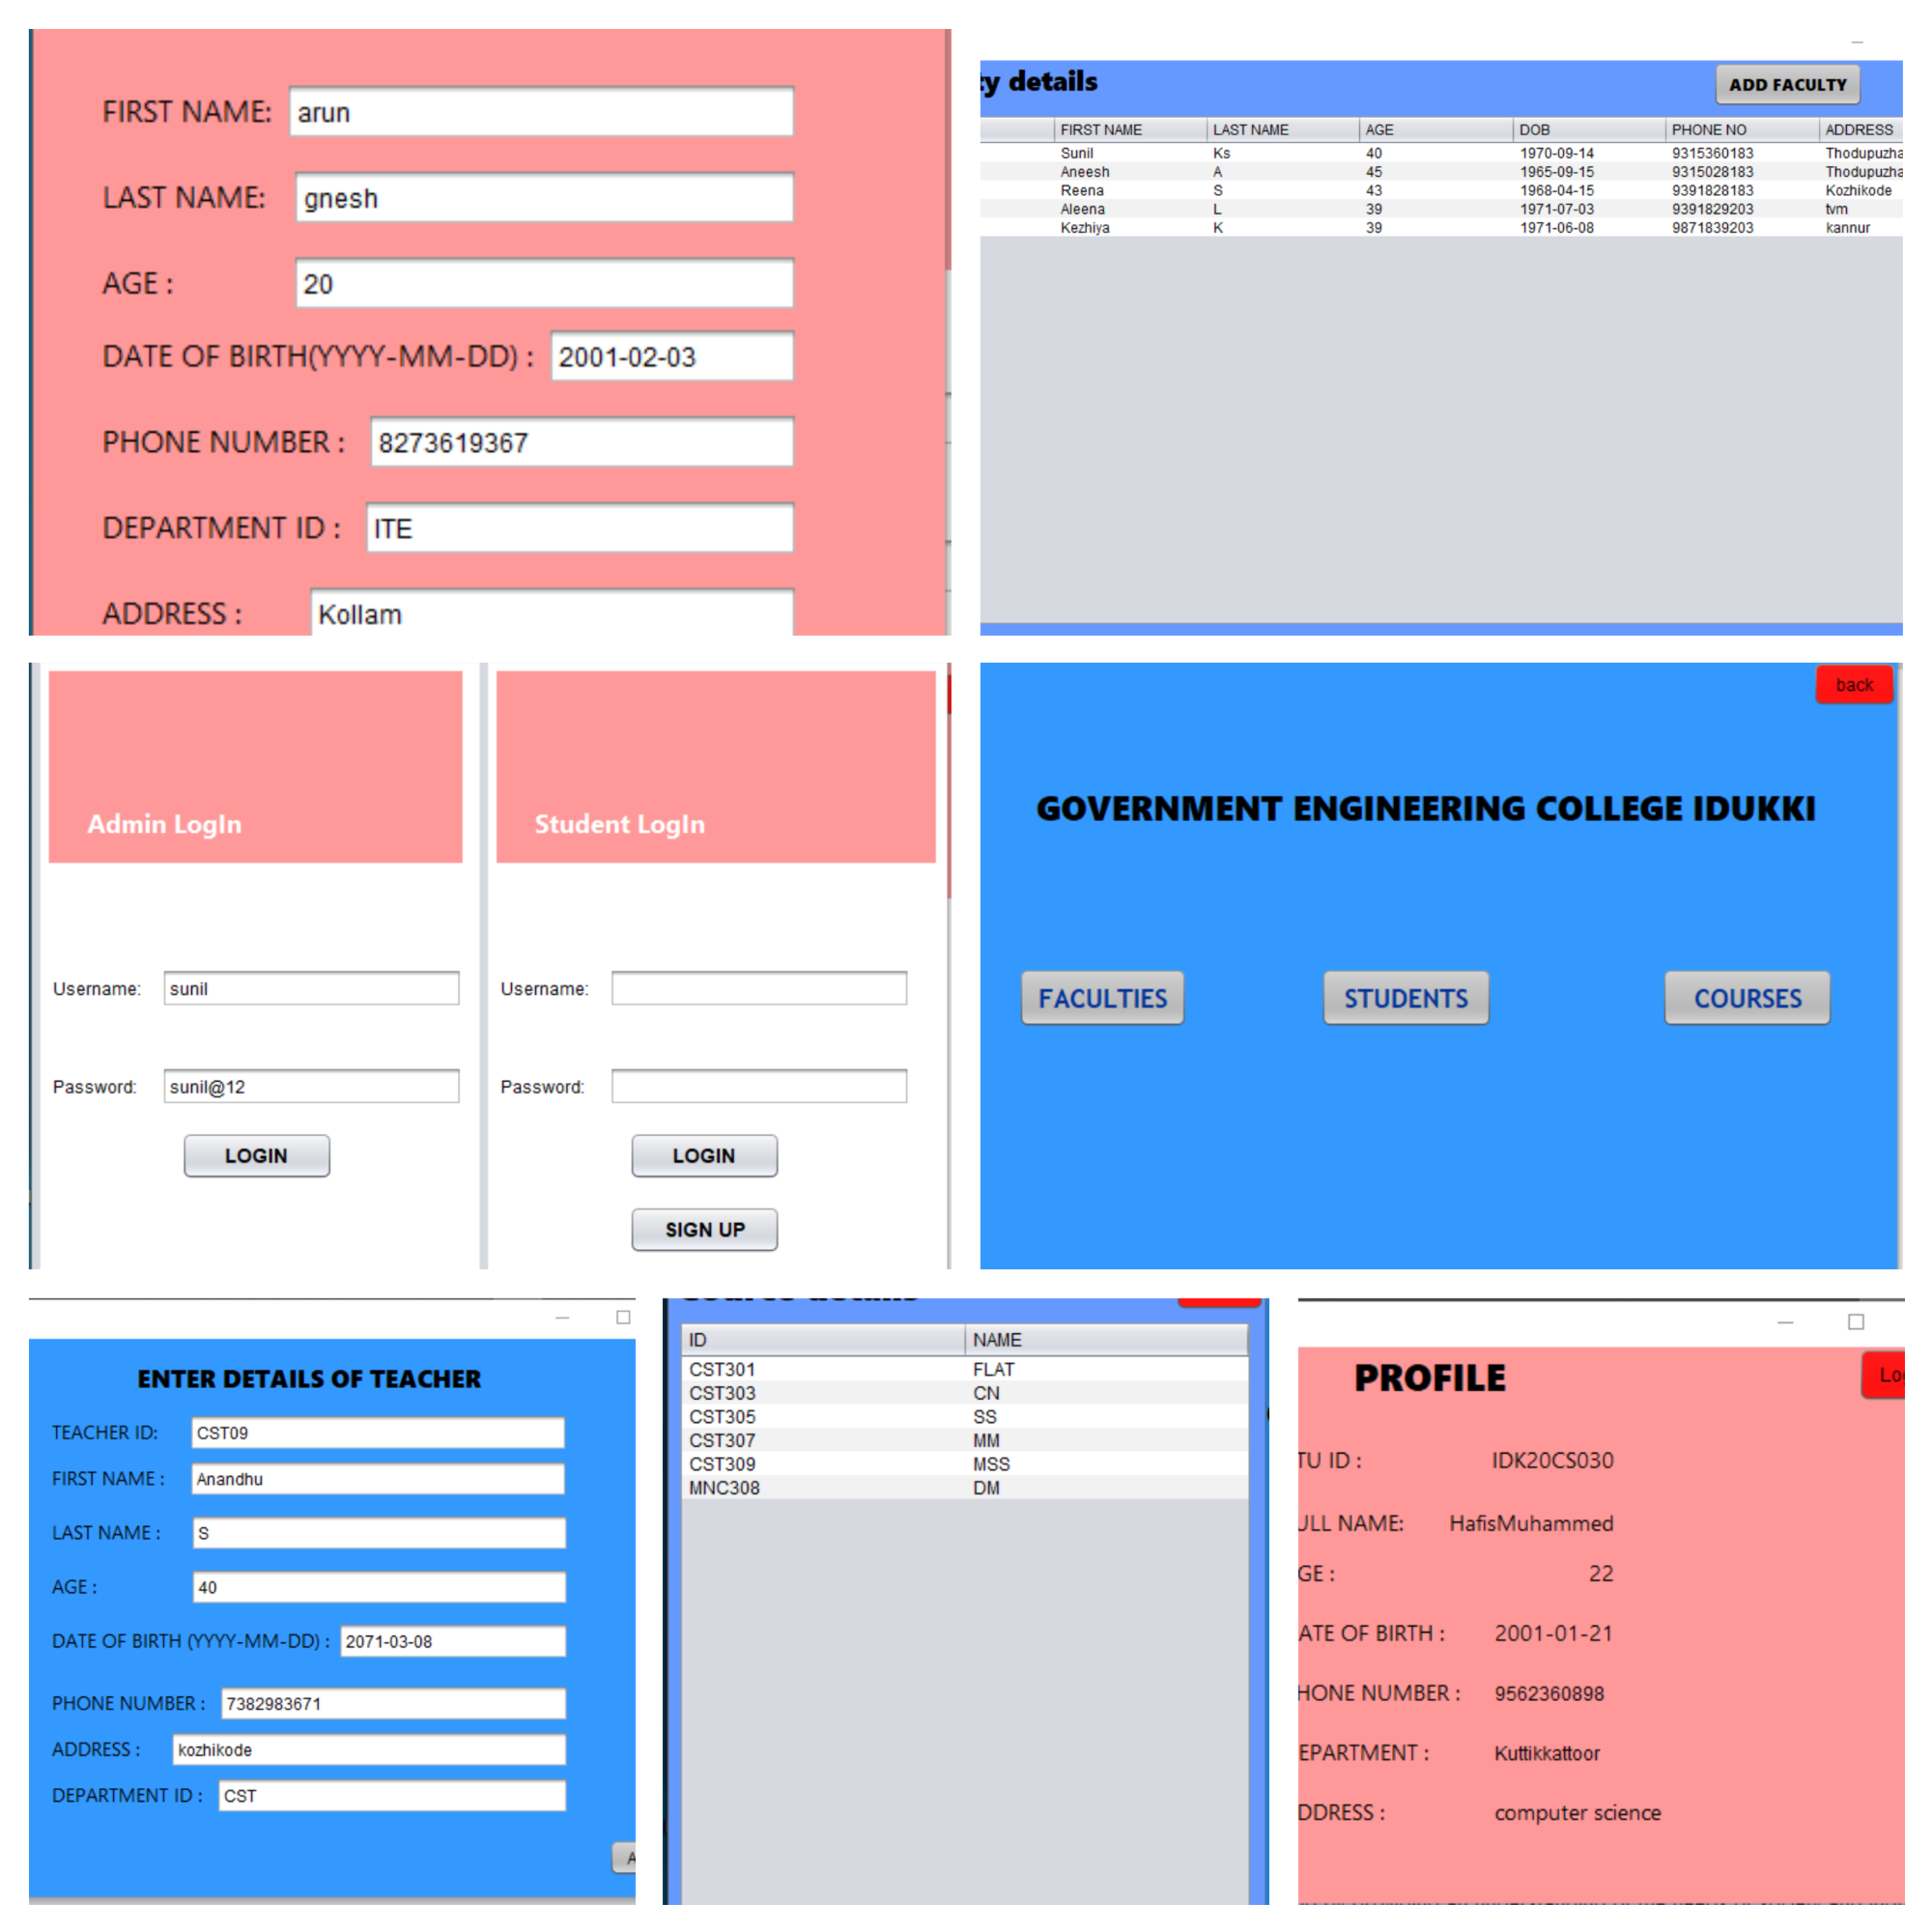 FIRST NAME: arun
LAST NAME: gnesh
AGE : 20
DATE OF BIRTH(YYYY-MM-DD) : 2001-02-03
PHONE NUMBER : 8273619367
DEPARTMENT ID : ITE
ADDRESS : Kollam
ty details ADD FACULTY
FIRST NAME LAST NAME AGE DOB PHONE NO ADDRESS
Sunil Ks 40 1970-09-14 9315360183 Thodupuzha
Aneesh A 45 1965-09-15 9315028183 Thodupuzha
Reena S 43 1968-04-15 9391828183 Kozhikode
Aleena L 39 1971-07-03 9391829203 tvm
Kezhiya K 39 1971-06-08 9871839203 kannur
Admin LogIn
Username: sunil
Password: sunil@12
LOGIN
Student LogIn
Username:
Password:
LOGIN
SIGN UP
back
GOVERNMENT ENGINEERING COLLEGE IDUKKI
FACULTIES STUDENTS COURSES
ENTER DETAILS OF TEACHER
TEACHER ID: CST09
FIRST NAME : Anandhu
LAST NAME : S
AGE : 40
DATE OF BIRTH (YYYY-MM-DD) : 2071-03-08
PHONE NUMBER : 7382983671
ADDRESS : kozhikode
DEPARTMENT ID : CST
A
ID NAME
CST301 FLAT
CST303 CN
CST305 SS
CST307 MM
CST309 MSS
MNC308 DM
PROFILE Lo
TU ID : IDK20CS030
ULL NAME: HafisMuhammed
GE : 22
ATE OF BIRTH : 2001-01-21
HONE NUMBER : 9562360898
EPARTMENT : Kuttikkattoor
DDRESS : computer science